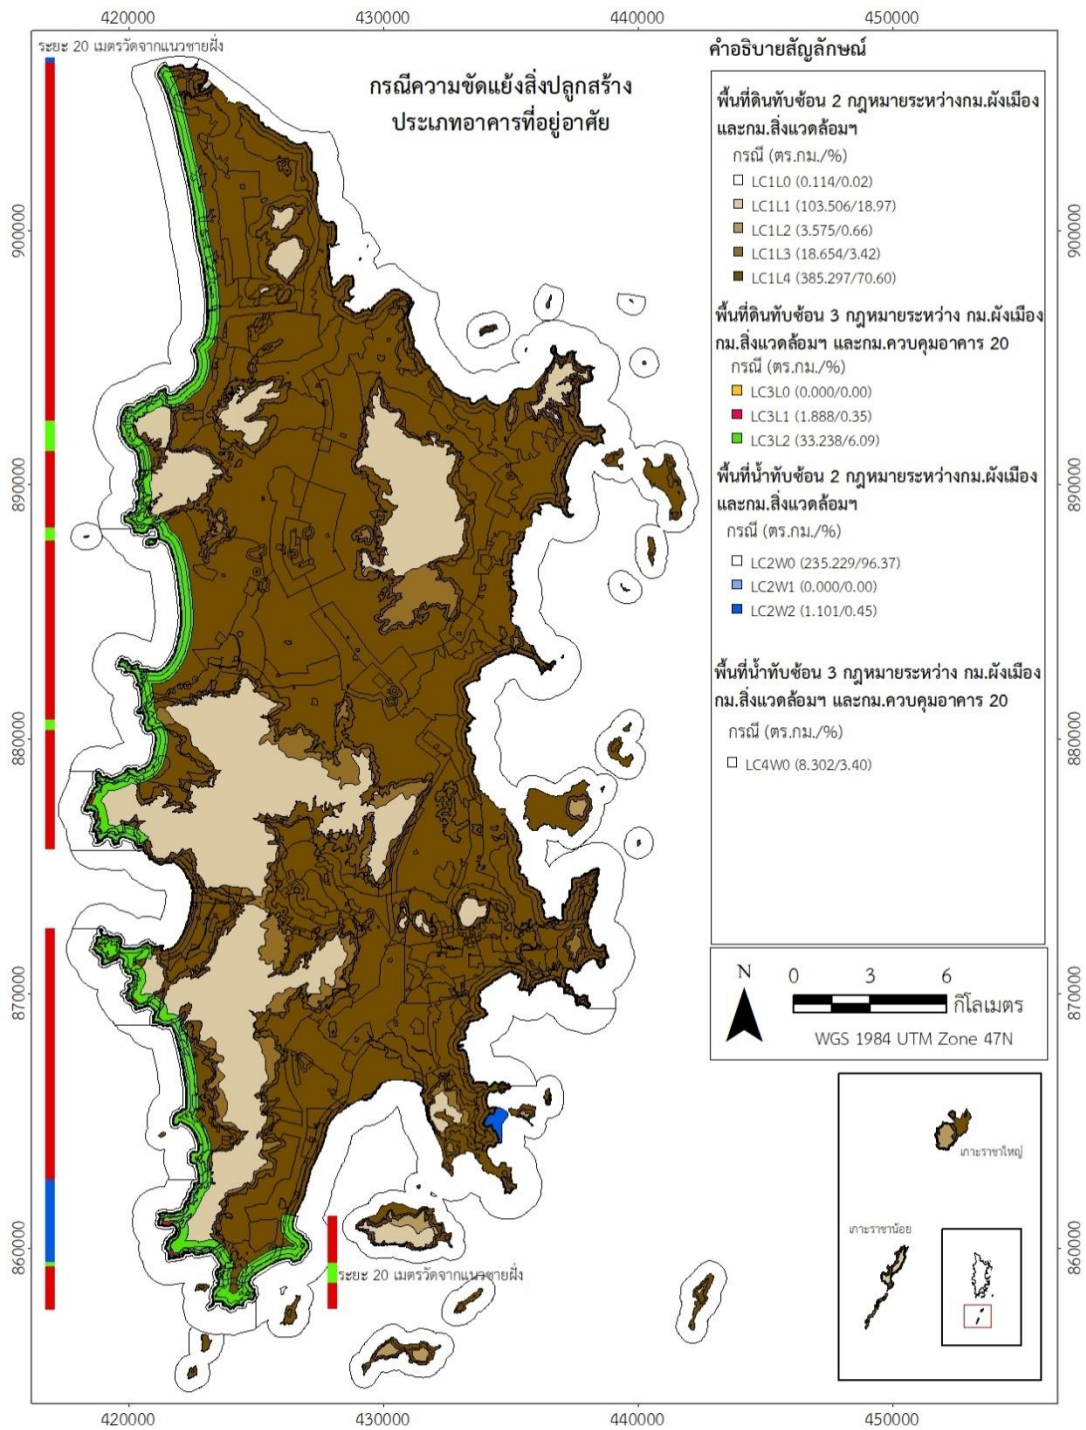 420000 430000 440000 450000
ระยะ 20 เมตรวัดจากแนวชายฝั่ง
กรณีความขัดแย้งสิ่งปลูกสร้าง
ประเภทอาคารที่อยู่อาศัย
คำอธิบายสัญลักษณ์
พื้นที่ดินทับซ้อน 2 กฎหมายระหว่างกม.ผังเมือง
และกม.สิ่งแวดล้อมฯ
กรณี (ตร.กม./%)
LC1L0 (0.114/0.02)
LC1L1 (103.506/18.97)
LC1L2 (3.575/0.66)
LC1L3 (18.654/3.42)
LC1L4 (385.297/70.60)
พื้นที่ดินทับซ้อน 3 กฎหมายระหว่าง กม.ผังเมือง
กม.สิ่งแวดล้อมฯ และกม.ควบคุมอาคาร 20
กรณี (ตร.กม./%)
LC3L0 (0.000/0.00)
LC3L1 (1.888/0.35)
LC3L2 (33.238/6.09)
พื้นที่น้ำทับซ้อน 2 กฎหมายระหว่างกม.ผังเมือง
และกม.สิ่งแวดล้อมฯ
กรณี (ตร.กม./%)
LC2W0 (235.229/96.37)
LC2W1 (0.000/0.00)
LC2W2 (1.101/0.45)
พื้นที่น้ำทับซ้อน 3 กฎหมายระหว่าง กม.ผังเมือง
กม.สิ่งแวดล้อมฯ และกม.ควบคุมอาคาร 20
กรณี (ตร.กม./%)
LC4W0 (8.302/3.40)
N
0 3 6
กิโลเมตร
WGS 1984 UTM Zone 47N
เกาะราชาใหญ่
เกาะราชาน้อย
ระยะ 20 เมตรวัดจากแนวชายฝั่ง
900000
890000
880000
870000
860000
900000
890000
880000
870000
860000
420000 430000 440000 450000